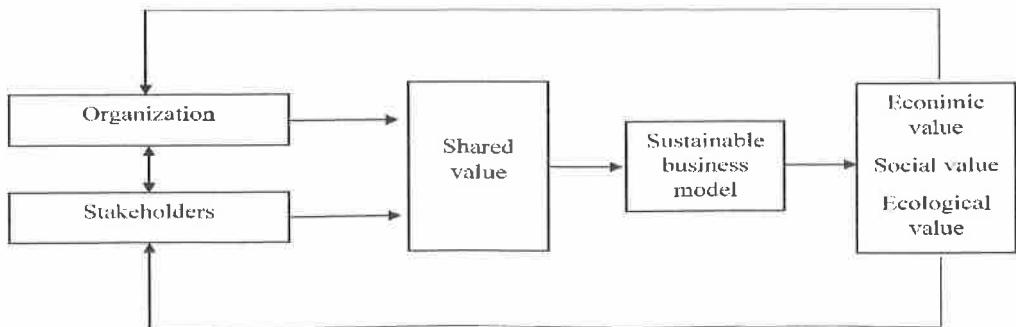 Organization
Stakeholders
Shared
value
Sustainable
business
model
Econimic
value
Social value
Ecological
value